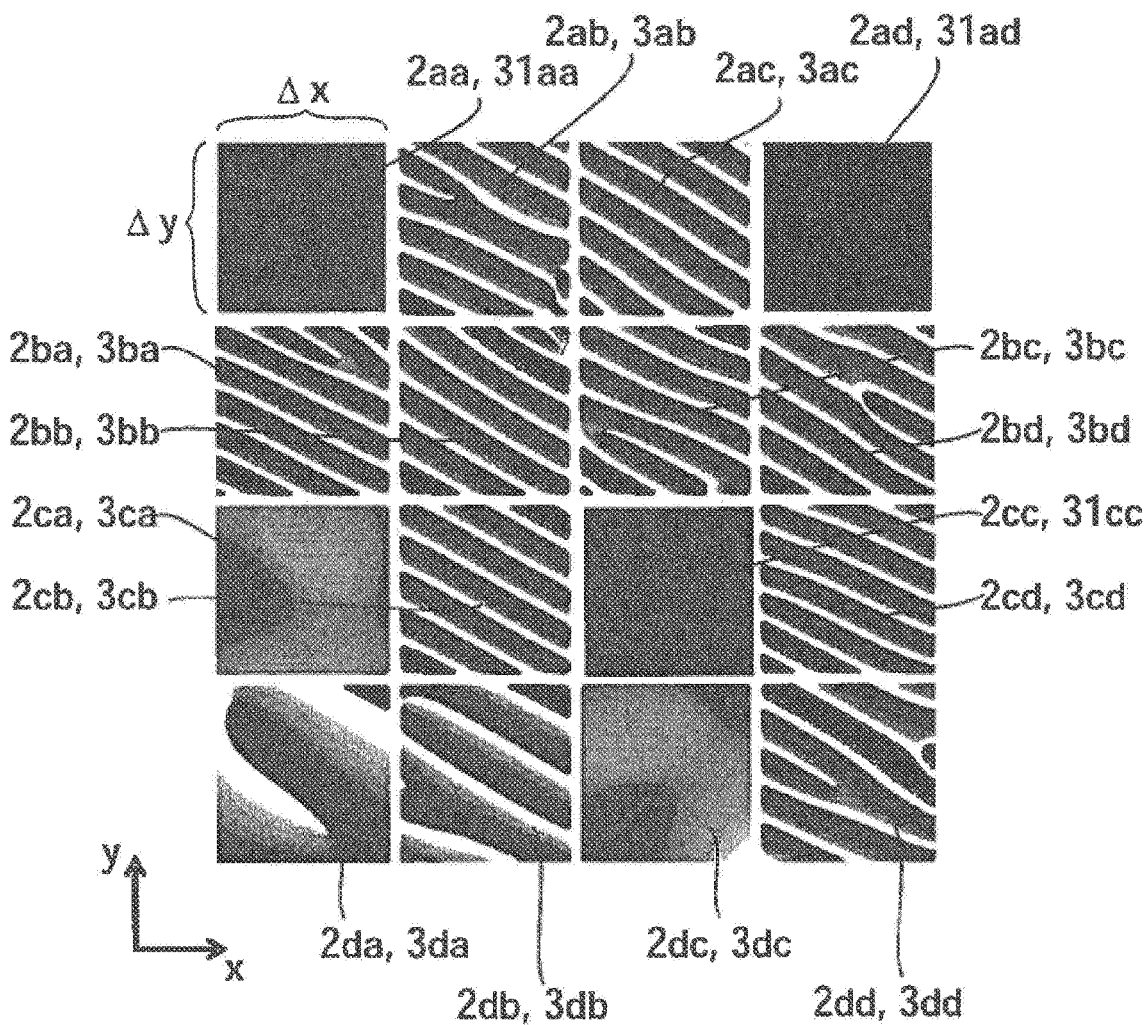 2ab, 3ab
2ad, 31ad
2aa, 31aa
2ac, 3ac
Δ x
Δ y
2ba, 3ba
2bc, 3bc
2bb, 3bb
2bd, 3bd
2ca, 3ca
2cc, 31cc
2cb, 3cb
2cd, 3cd
y
x
2da, 3da
2dc, 3dc
2db, 3db
2dd, 3dd